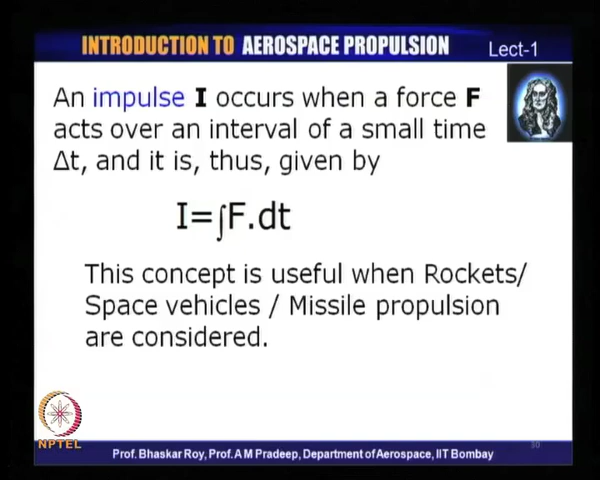 INTRODUCTION TO AEROSPACE PROPULSION
Lect-1
An impulse I occurs when a force F
acts over an interval of a small time
Δt, and it is, thus, given by
I=∫F.dt
This concept is useful when Rockets/
Space vehicles / Missile propulsion
are considered.
NPTEL
30
Prof. Bhaskar Roy, Prof. A M Pradeep, Department of Aerospace, IIT Bombay